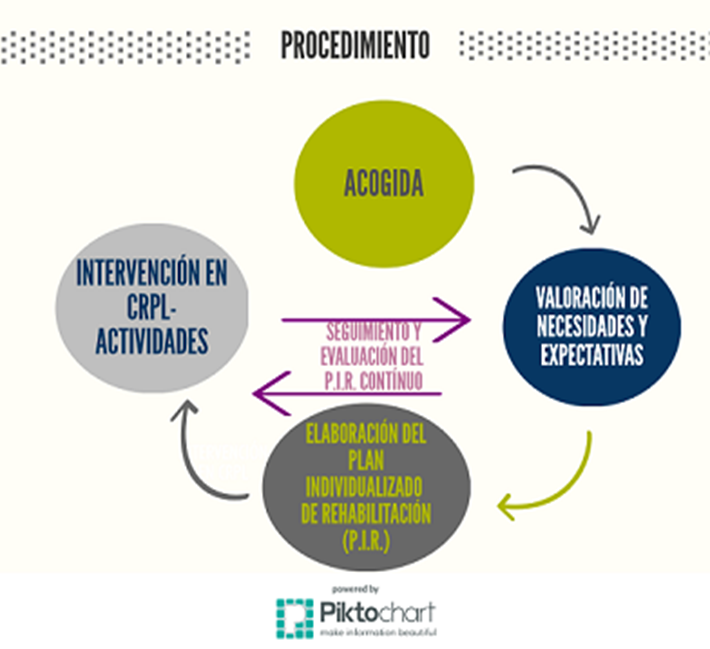 PROCEDIMIENTO
ACOGIDA
VALORACIÓN DE
NECESIDADES Y
EXPECTATIVAS
ELABORACIÓN DEL
PLAN
INDIVIDUALIZADO
DE REHABILITACIÓN
(P.I.R.)
INTERVENCIÓN EN
CRPL-
ACTIVIDADES
SEGUIMIENTO Y
EVALUACIÓN DEL
P.I.R. CONTÍNUO
powered by
Piktochart
make information beautiful